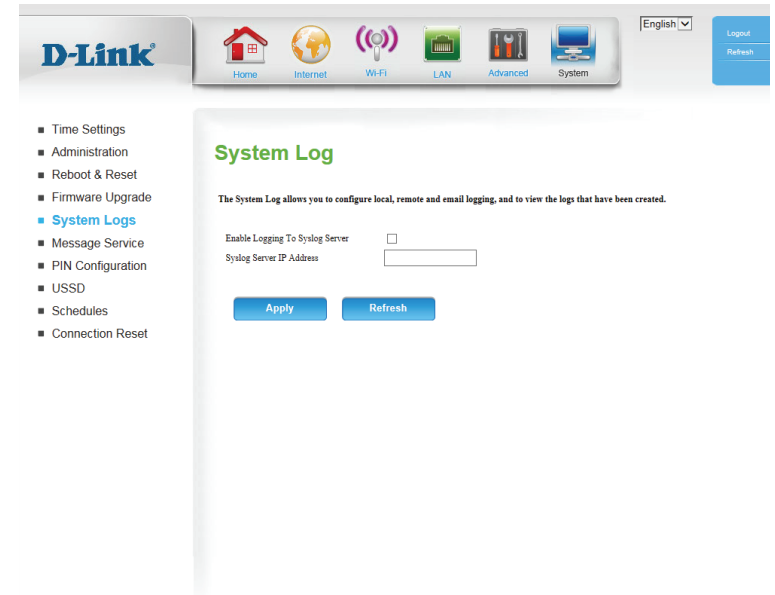 D-Link
Home
Internet
Wi-Fi
LAN
Advanced
System
English
Logout
Refresh
Time Settings
Administration
Reboot & Reset
Firmware Upgrade
System Logs
Message Service
PIN Configuration
USSD
Schedules
Connection Reset
System Log
The System Log allows you to configure local, remote and email logging, and to view the logs that have been created.
Enable Logging To Syslog Server
Syslog Server IP Address
Apply
Refresh